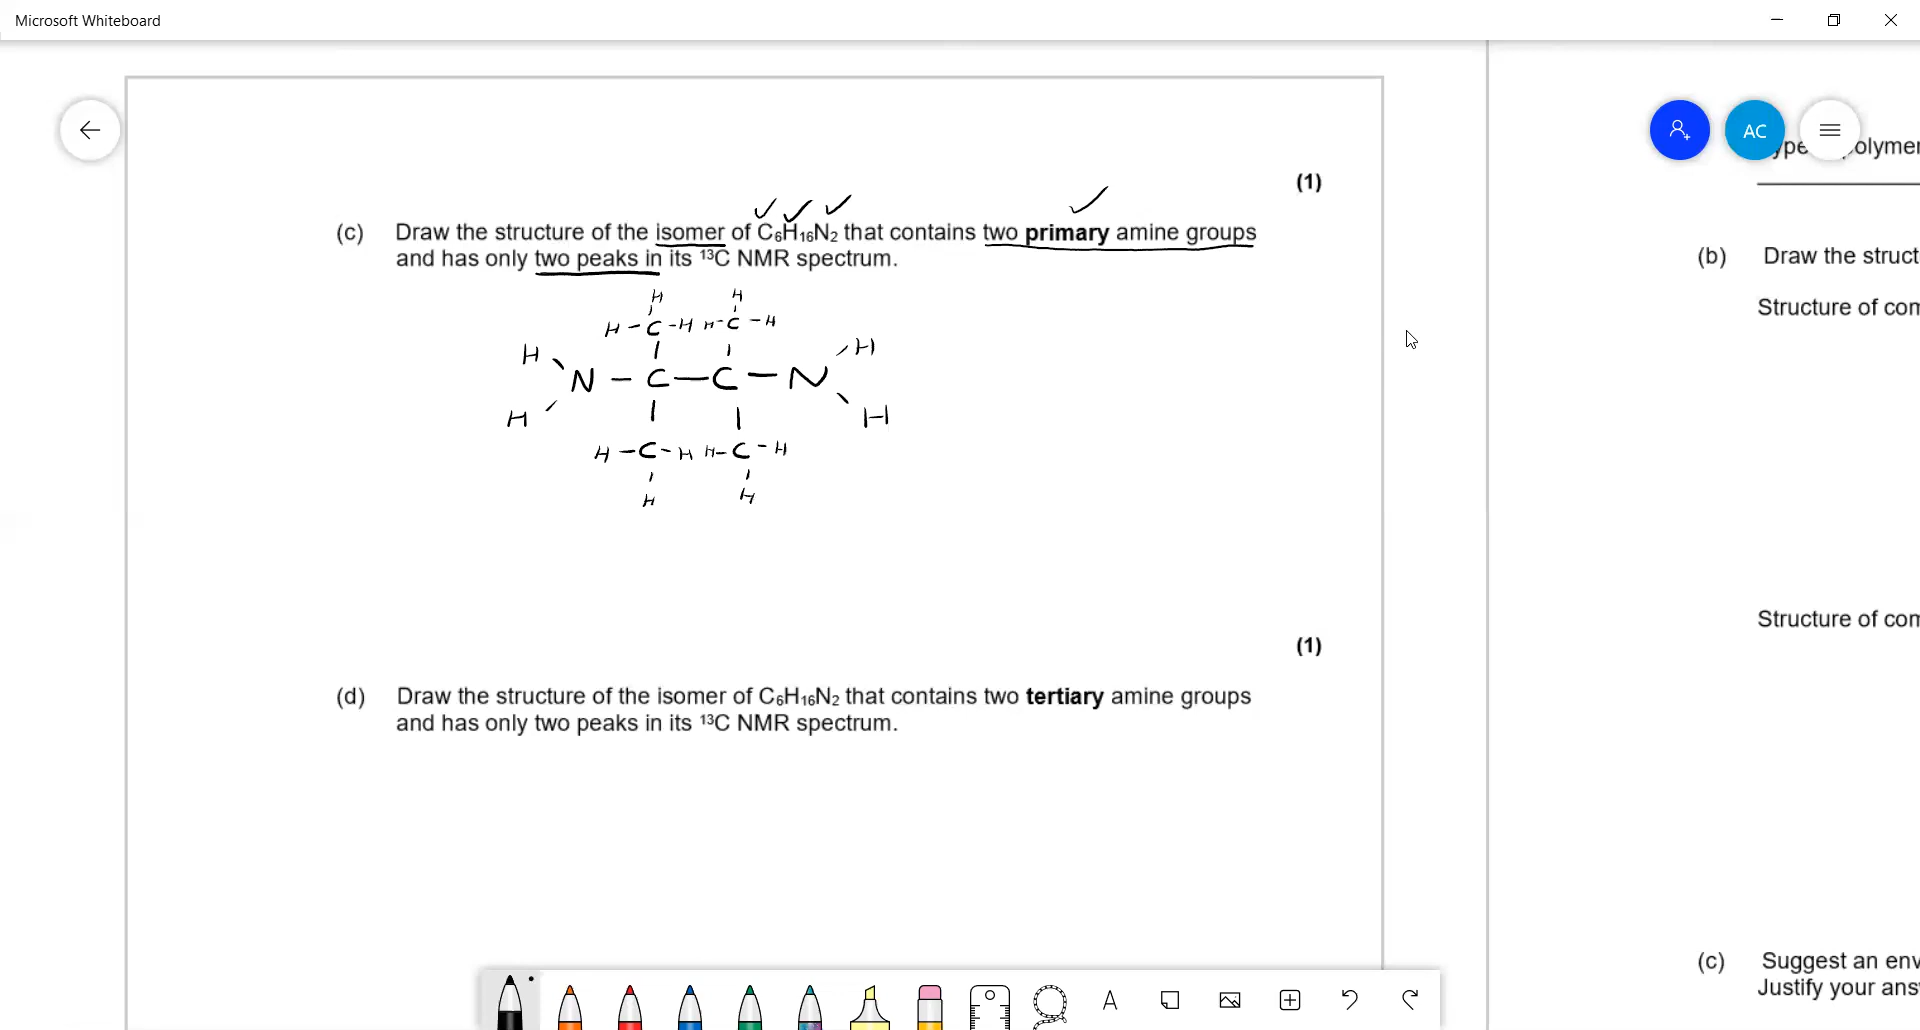 Microsoft Whiteboard
AC
olymer
(1)
(c) Draw the structure of the isomer of C₆H₁₆N₂ that contains two primary amine groups
and has only two peaks in its ¹³C NMR spectrum.
H H
H - C - H H - C - H
H H
N - C - C - N
H H
H - C - H H - C - H
H H
(1)
(d) Draw the structure of the isomer of C₆H₁₆N₂ that contains two tertiary amine groups
and has only two peaks in its ¹³C NMR spectrum.
(b) Draw the struct
Structure of com
Structure of com
(c) Suggest an env
Justify your ans
A